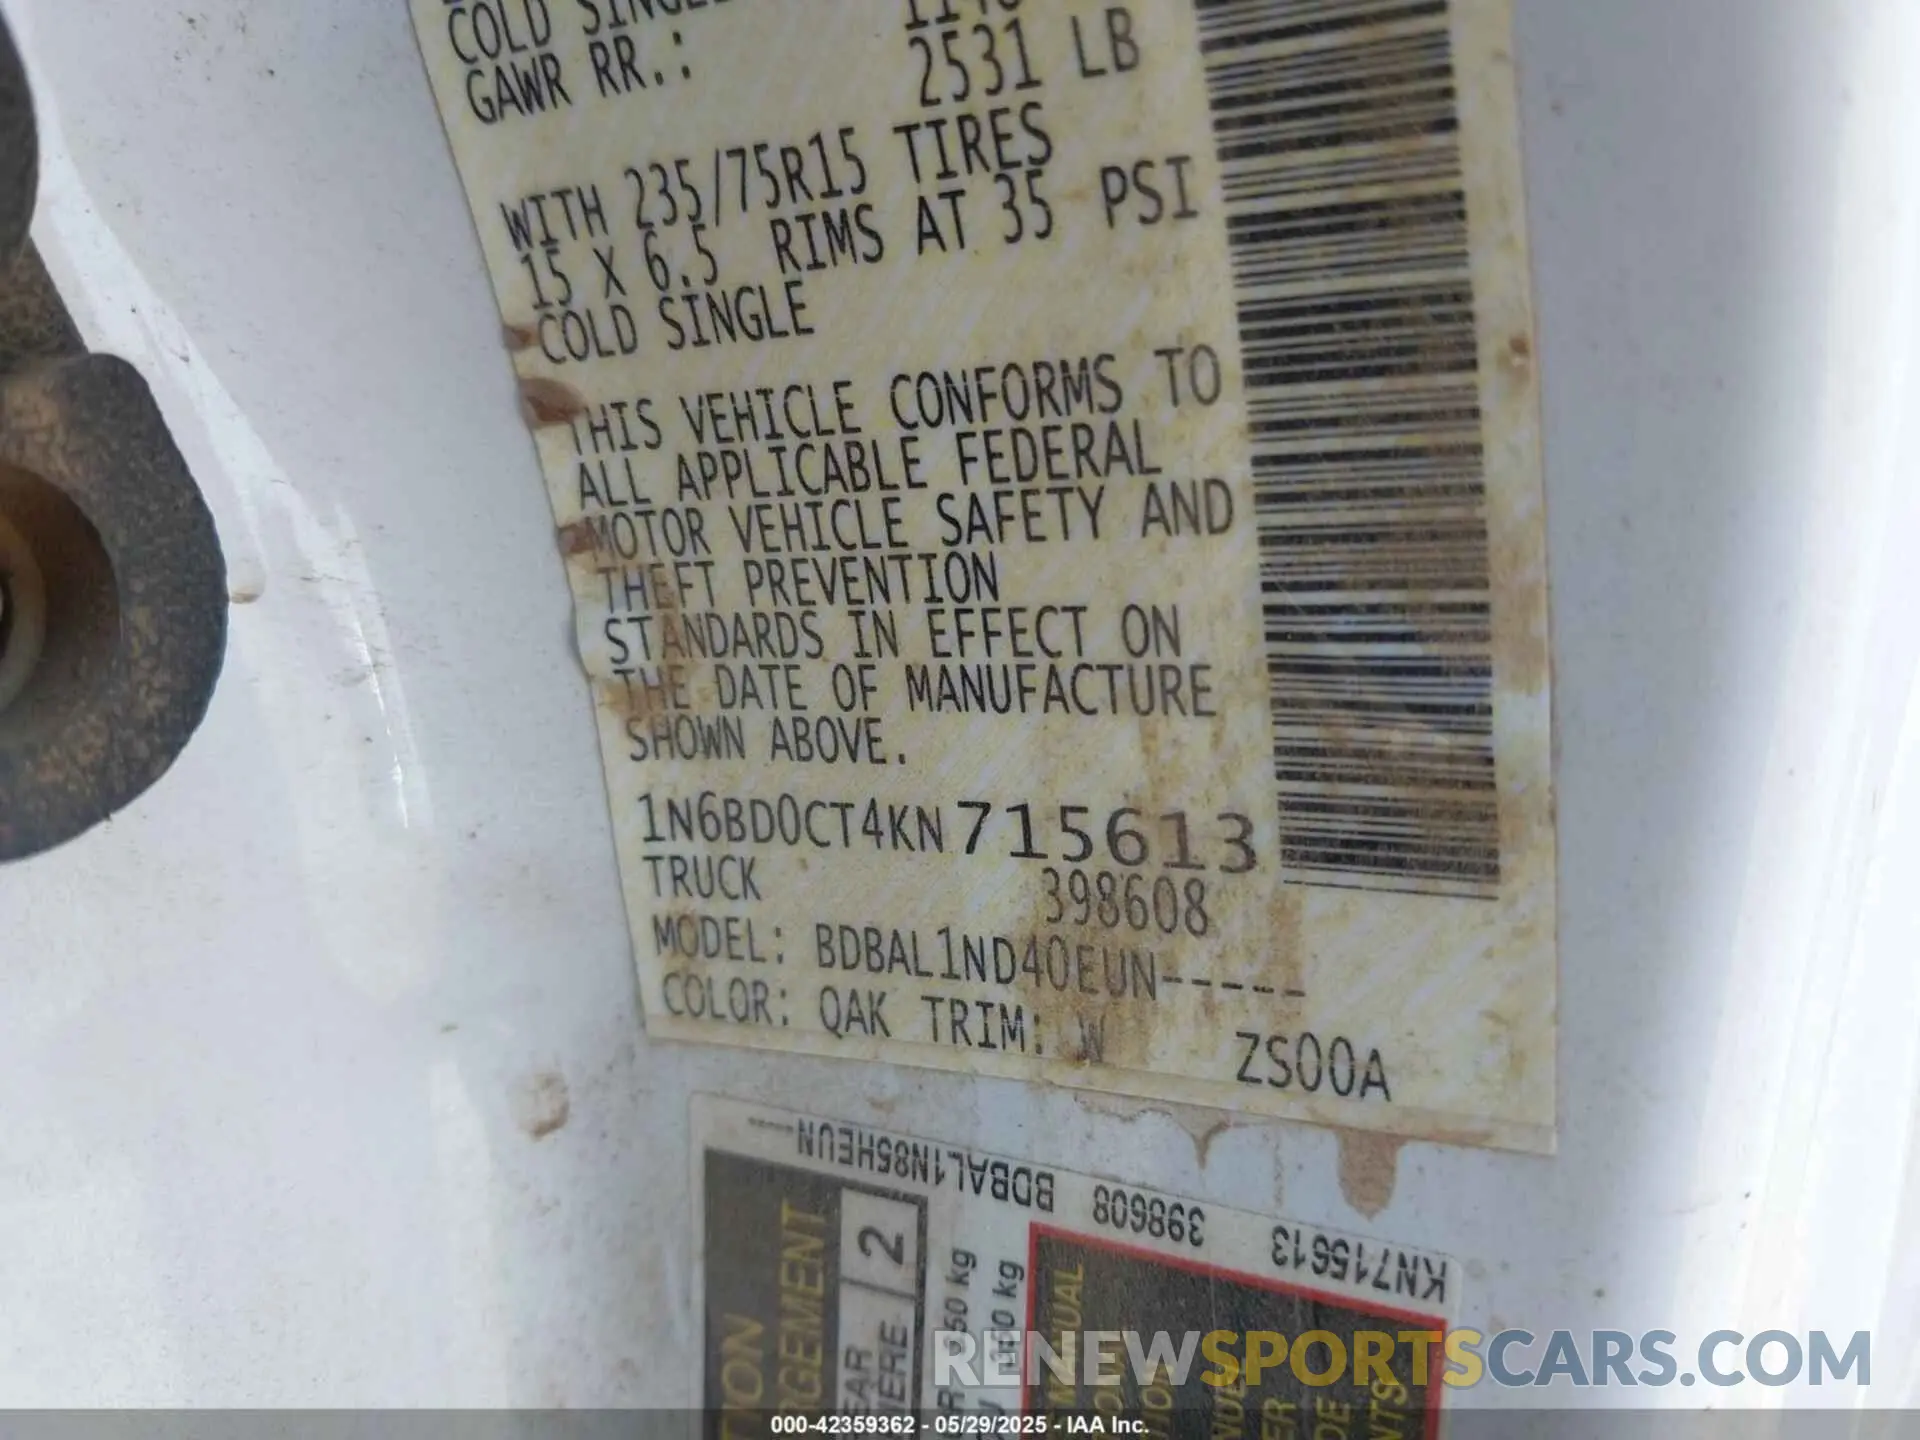 COLD SINGLE
GAWR RR.:
2531 LB
WITH 235/75R15 TIRES
15 X 6.5 RIMS AT 35 PSI
COLD SINGLE
THIS VEHICLE CONFORMS TO
ALL APPLICABLE FEDERAL
MOTOR VEHICLE SAFETY AND
THEFT PREVENTION
STANDARDS IN EFFECT ON
THE DATE OF MANUFACTURE
SHOWN ABOVE.
1N6BD0CT4KN715613
TRUCK 398608
MODEL: BDBAL1ND40EUN-----
COLOR: QAK TRIM: W ZS00A
KN715613 398608 BDBAL1N85HEUN-----
2
MANUAL
RENEWSPORTSCARS.COM
000-42359362 - 05/29/2025 - IAA Inc.